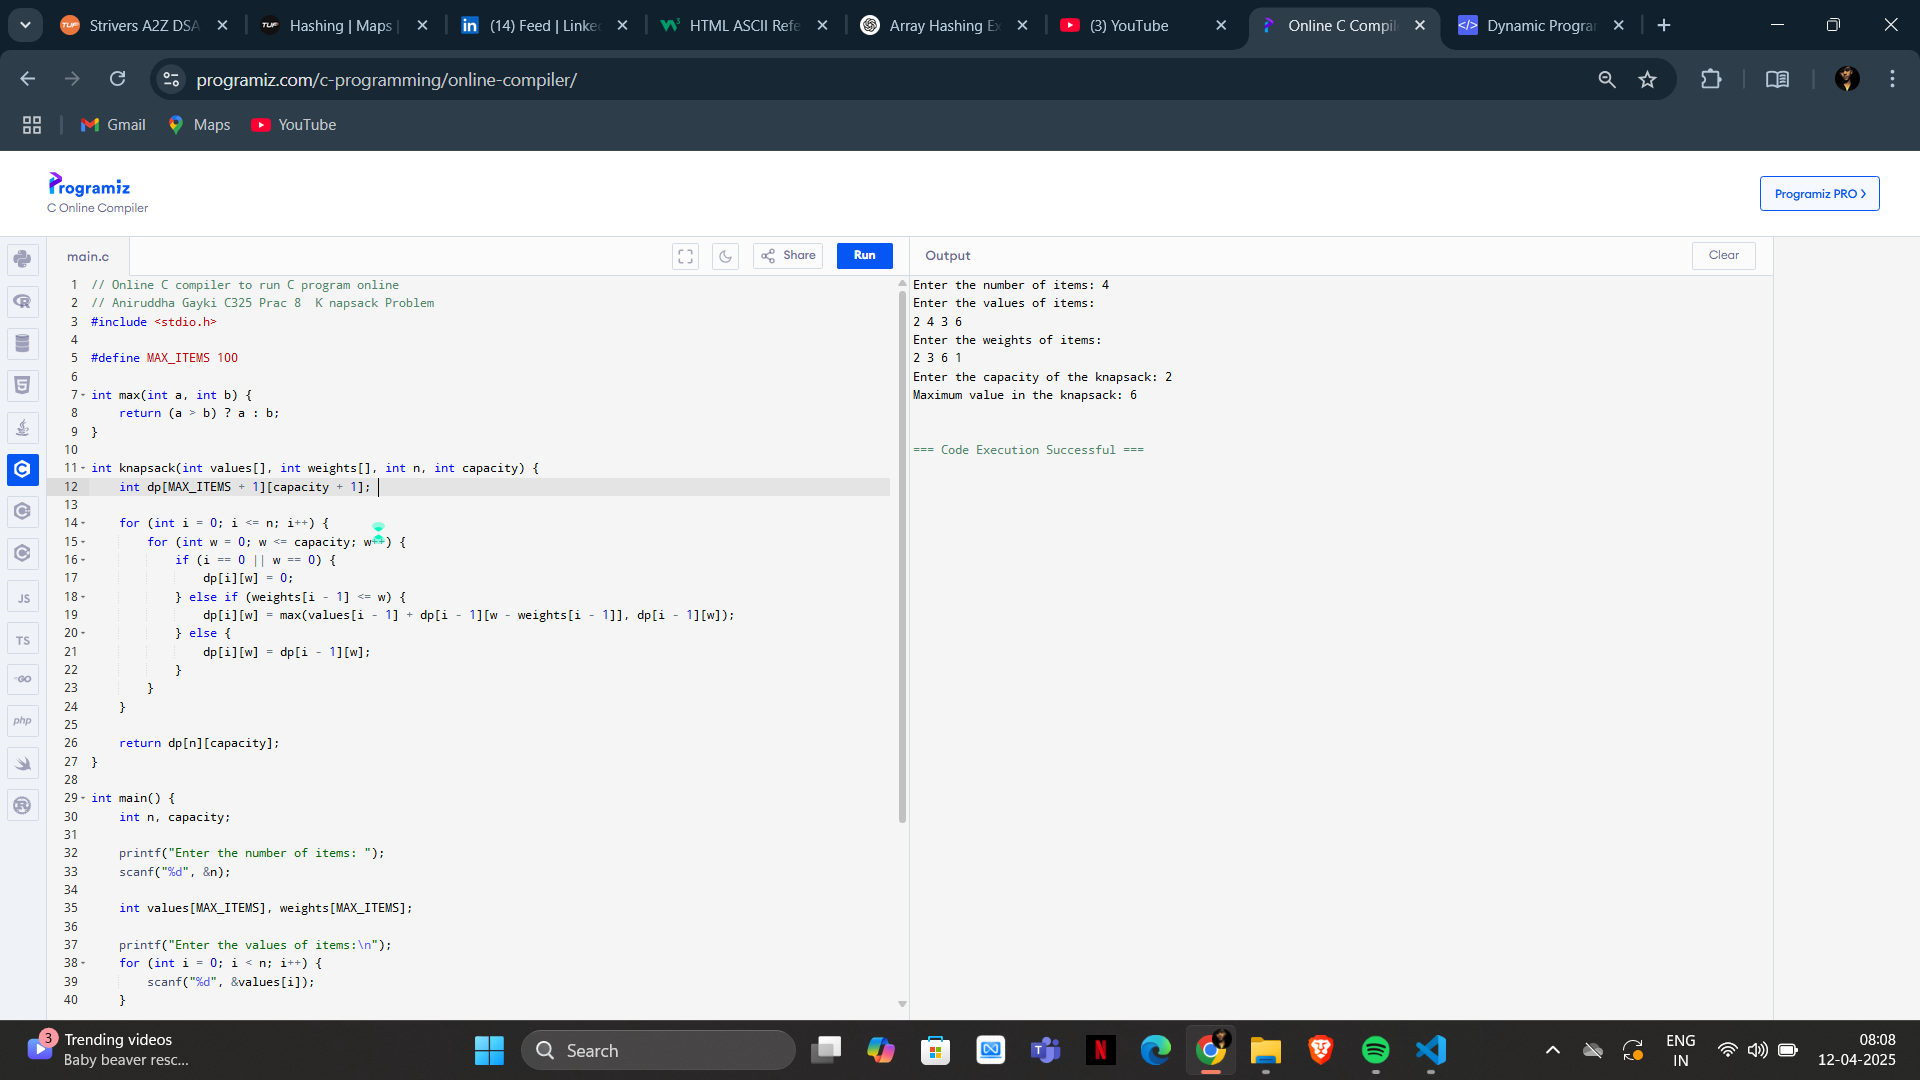 Strivers A2Z DSA
Hashing | Maps |
(14) Feed | Linke
HTML ASCII Refe
Array Hashing Ex
(3) YouTube
Online C Compil
Dynamic Progra
programiz.com/c-programming/online-compiler/
Gmail
Maps
YouTube
Programiz
C Online Compiler
Programiz PRO >
main.c
Share
Run
Output
Clear
1 // Online C compiler to run C program online
2 // Aniruddha Gayki C325 Prac 8  K napsack Problem
3 #include <stdio.h>
4
5 #define MAX_ITEMS 100
6
7 int max(int a, int b) {
8     return (a > b) ? a : b;
9 }
10
11 int knapsack(int values[], int weights[], int n, int capacity) {
12     int dp[MAX_ITEMS + 1][capacity + 1];
13
14     for (int i = 0; i <= n; i++) {
15         for (int w = 0; w <= capacity; w++) {
16             if (i == 0 || w == 0) {
17                 dp[i][w] = 0;
18             } else if (weights[i - 1] <= w) {
19                 dp[i][w] = max(values[i - 1] + dp[i - 1][w - weights[i - 1]], dp[i - 1][w]);
20             } else {
21                 dp[i][w] = dp[i - 1][w];
22             }
23         }
24     }
25
26     return dp[n][capacity];
27 }
28
29 int main() {
30     int n, capacity;
31
32     printf("Enter the number of items: ");
33     scanf("%d", &n);
34
35     int values[MAX_ITEMS], weights[MAX_ITEMS];
36
37     printf("Enter the values of items:\n");
38     for (int i = 0; i < n; i++) {
39         scanf("%d", &values[i]);
40     }
Enter the number of items: 4
Enter the values of items:
2 4 3 6
Enter the weights of items:
2 3 6 1
Enter the capacity of the knapsack: 2
Maximum value in the knapsack: 6
=== Code Execution Successful ===
JS
TS
GO
php
3
Trending videos
Baby beaver resc...
Search
ENG
IN
08:08
12-04-2025